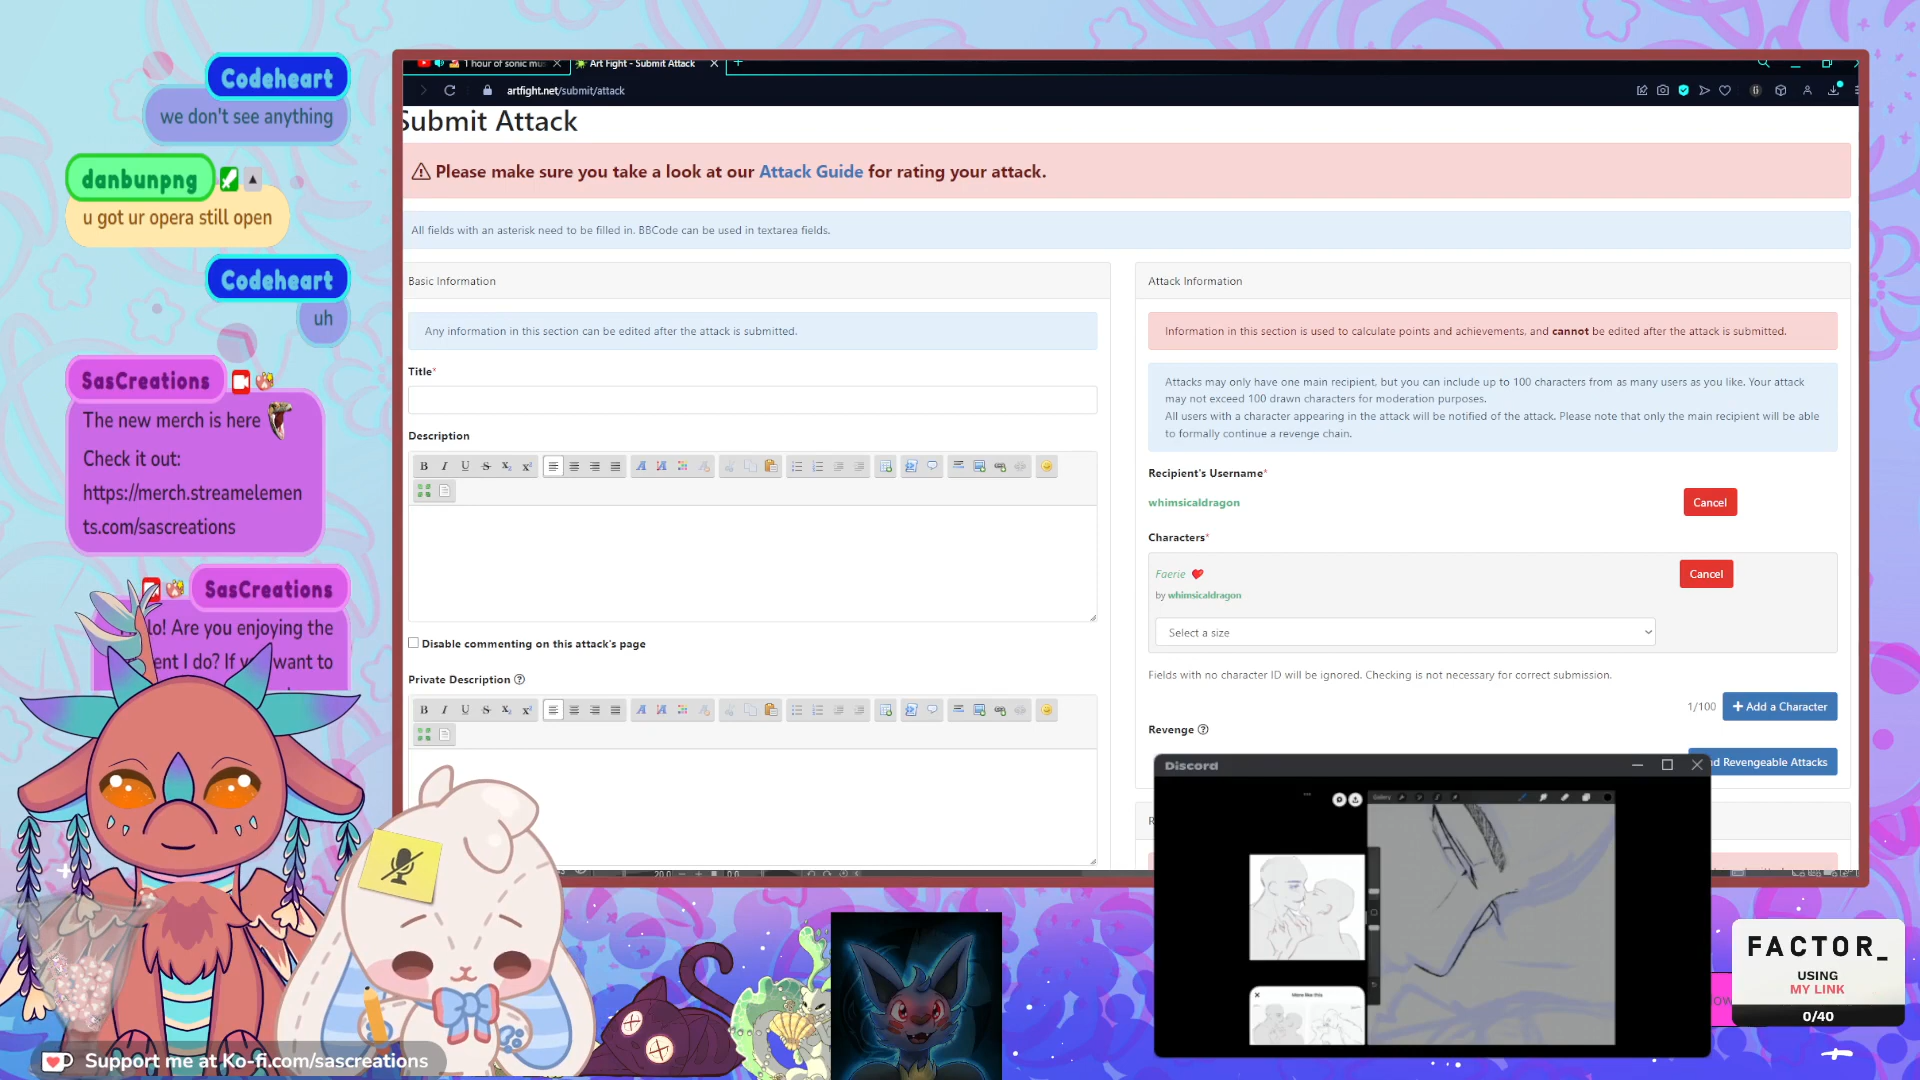 Codeheart
we don't see anything
danbunpng
u got ur opera still open
Codeheart
uh
SasCreations
The new merch is here
Check it out:
https://merch.streamelemen
ts.com/sascreations
SasCreations
lo! Are you enjoying the
ent I do? If y want to
1 hour of sonic mus
Art Fight - Submit Attack
artfight.net/submit/attack
Submit Attack
Please make sure you take a look at our Attack Guide for rating your attack.
All fields with an asterisk need to be filled in. BBCode can be used in textarea fields.
Basic Information
Any information in this section can be edited after the attack is submitted.
Title*
Description
Disable commenting on this attack's page
Private Description
Attack Information
Information in this section is used to calculate points and achievements, and cannot be edited after the attack is submitted.
Attacks may only have one main recipient, but you can include up to 100 characters from as many users as you like. Your attack
may not exceed 100 drawn characters for moderation purposes.
All users with a character appearing in the attack will be notified of the attack. Please note that only the main recipient will be able
to formally continue a revenge chain.
Recipient's Username*
whimsicaldragon
Cancel
Characters*
Faerie
Cancel
by whimsicaldragon
Select a size
Fields with no character ID will be ignored. Checking is not necessary for correct submission.
1/100
+ Add a Character
Revenge
d Revengeable Attacks
Discord
Gallery
More like this
20.0
0.0
FACTOR_
USING
MY LINK
0/40
Support me at Ko-fi.com/sascreations